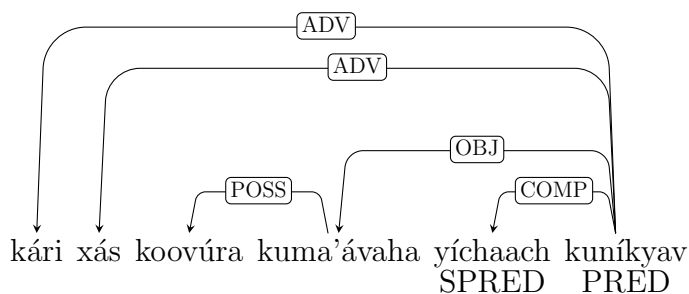 ADV
ADV
OBJ
POSS COMP
kári xás koovúra kuma'ávaha yíchaach kuníkyav
SPRED PRED